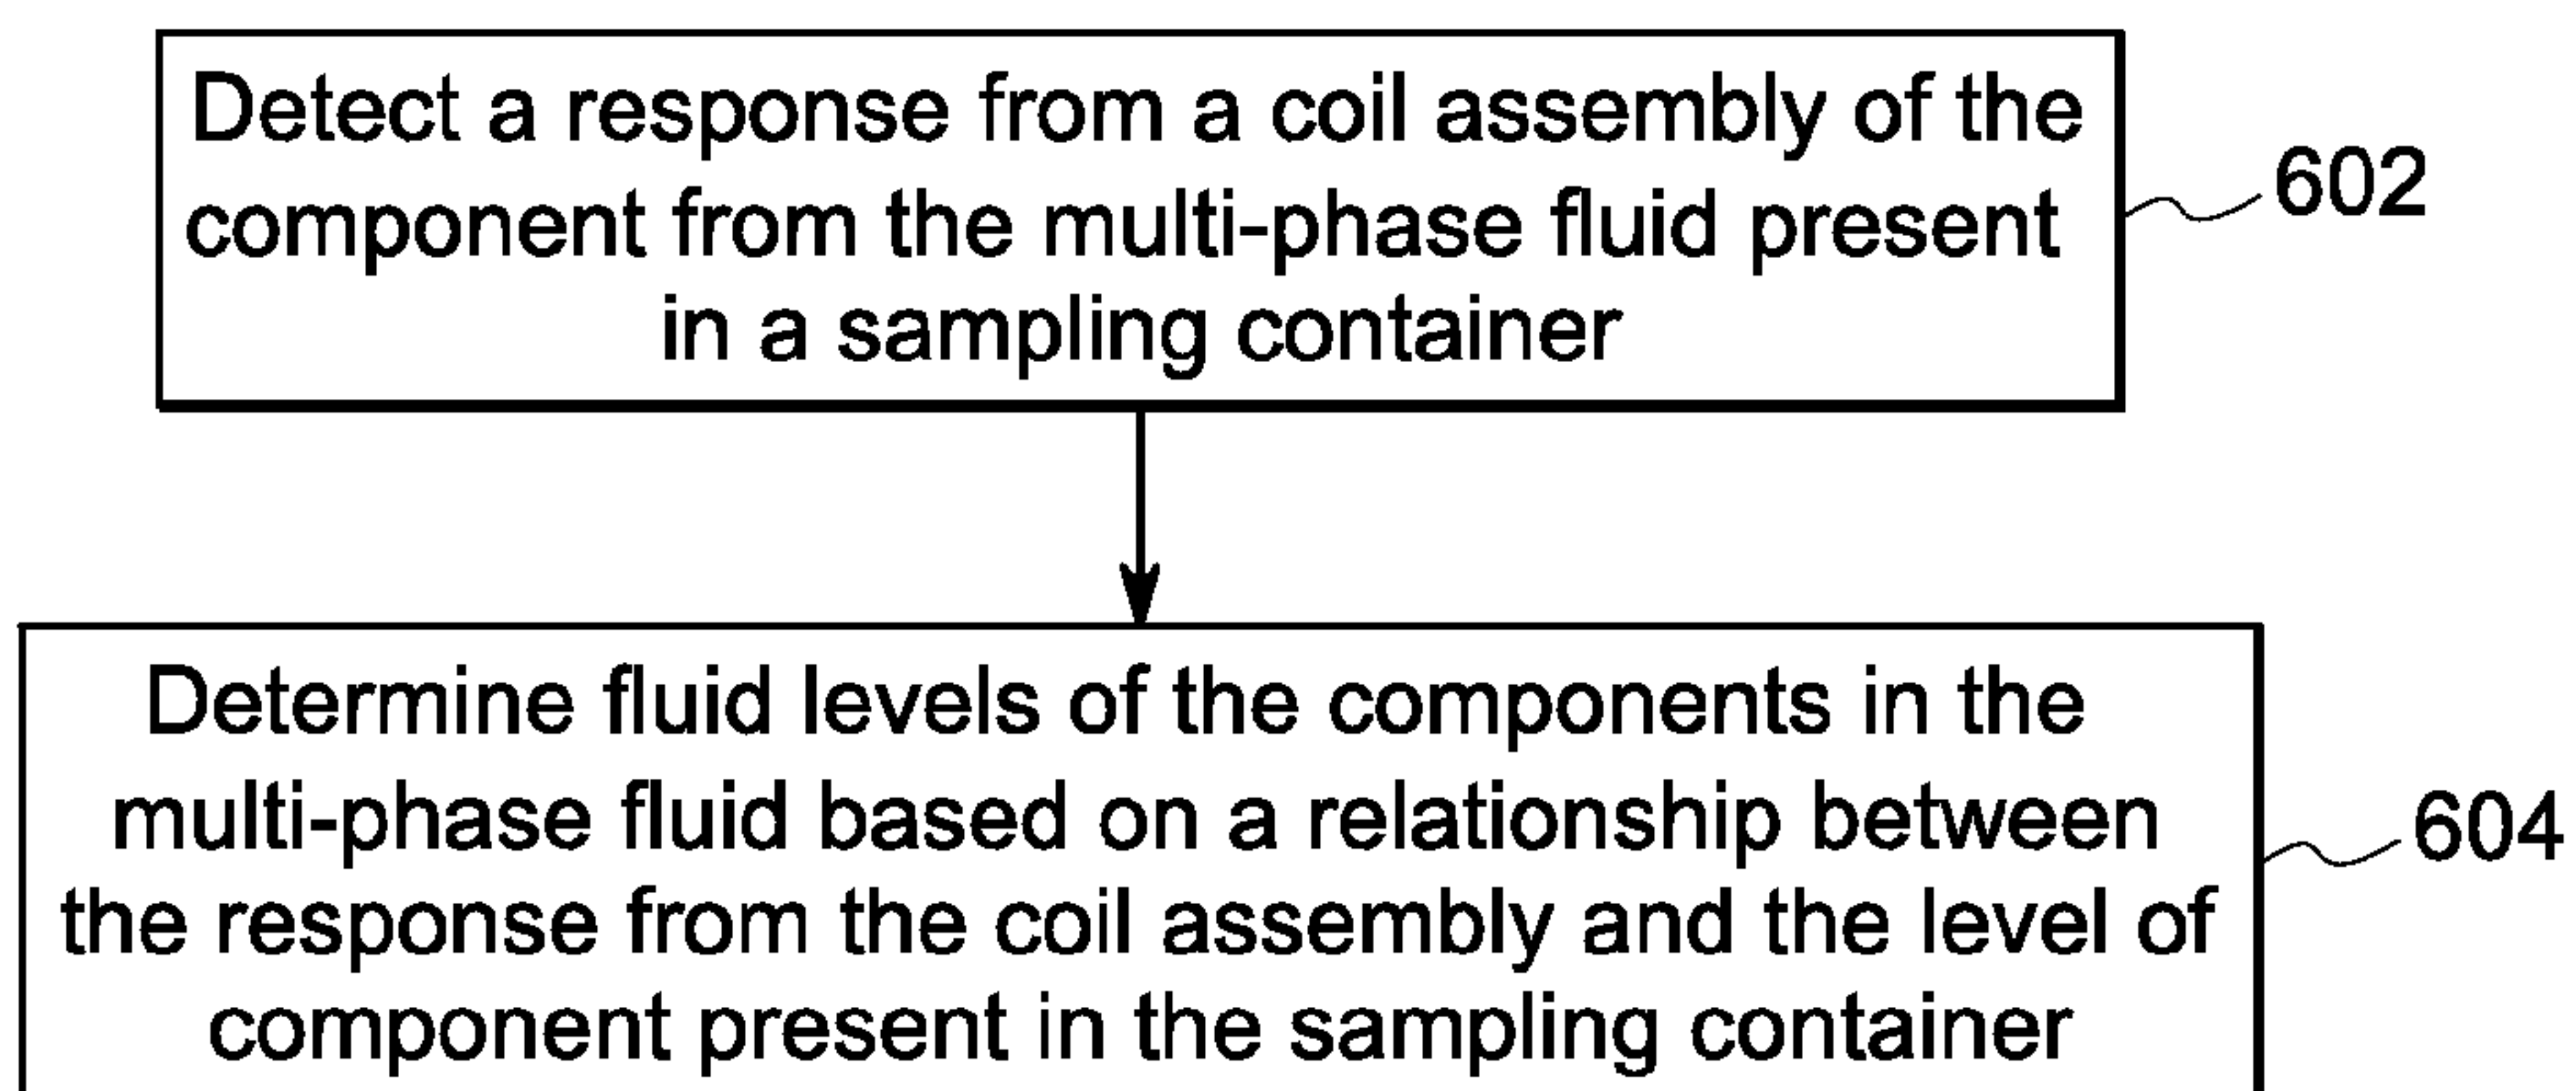 Detect a response from a coil assembly of the
component from the multi-phase fluid present
in a sampling container
602
Determine fluid levels of the components in the
multi-phase fluid based on a relationship between
the response from the coil assembly and the level of
component present in the sampling container
604